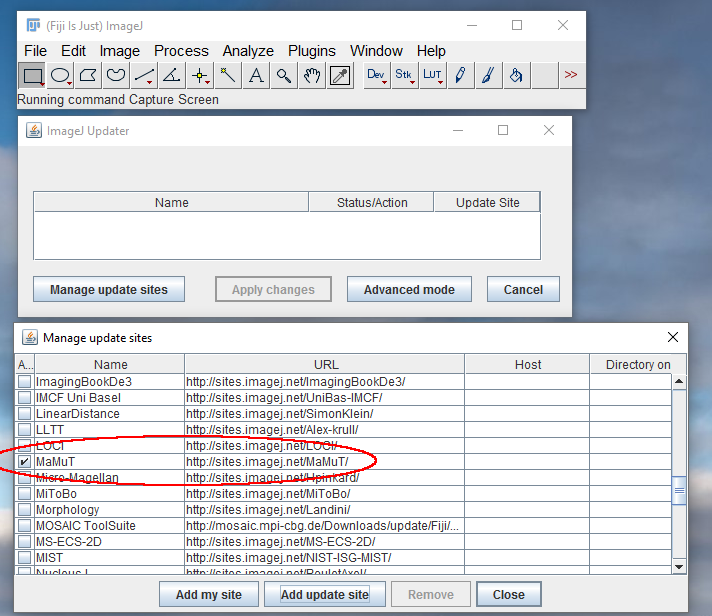 (Fiji Is Just) ImageJ
File Edit Image Process Analyze Plugins Window Help
A Dev Stk LUT >>
Running command Capture Screen
ImageJ Updater
Name Status/Action Update Site
Manage update sites Apply changes Advanced mode Cancel
Manage update sites
A... Name URL Host Directory on
ImagingBookDe3 http://sites.imagej.net/ImagingBookDe3/
IMCF Uni Basel http://sites.imagej.net/UniBas-IMCF/
LinearDistance http://sites.imagej.net/SimonKlein/
LLTT http://sites.imagej.net/Alex-krull/
LOCI http://sites.imagej.net/LOCI/
MaMuT http://sites.imagej.net/MaMuT/
Micro-Magellan http://sites.imagej.net/Hpinkard/
MiToBo http://sites.imagej.net/MiToBo/
Morphology http://sites.imagej.net/Landini/
MOSAIC ToolSuite http://mosaic.mpi-cbg.de/Downloads/update/Fiji/...
MS-ECS-2D http://sites.imagej.net/MS-ECS-2D/
MIST http://sites.imagej.net/NIST-ISG-MIST/
NucleusJ http://sites.imagej.net/PouletAxel/
Add my site Add update site Remove Close